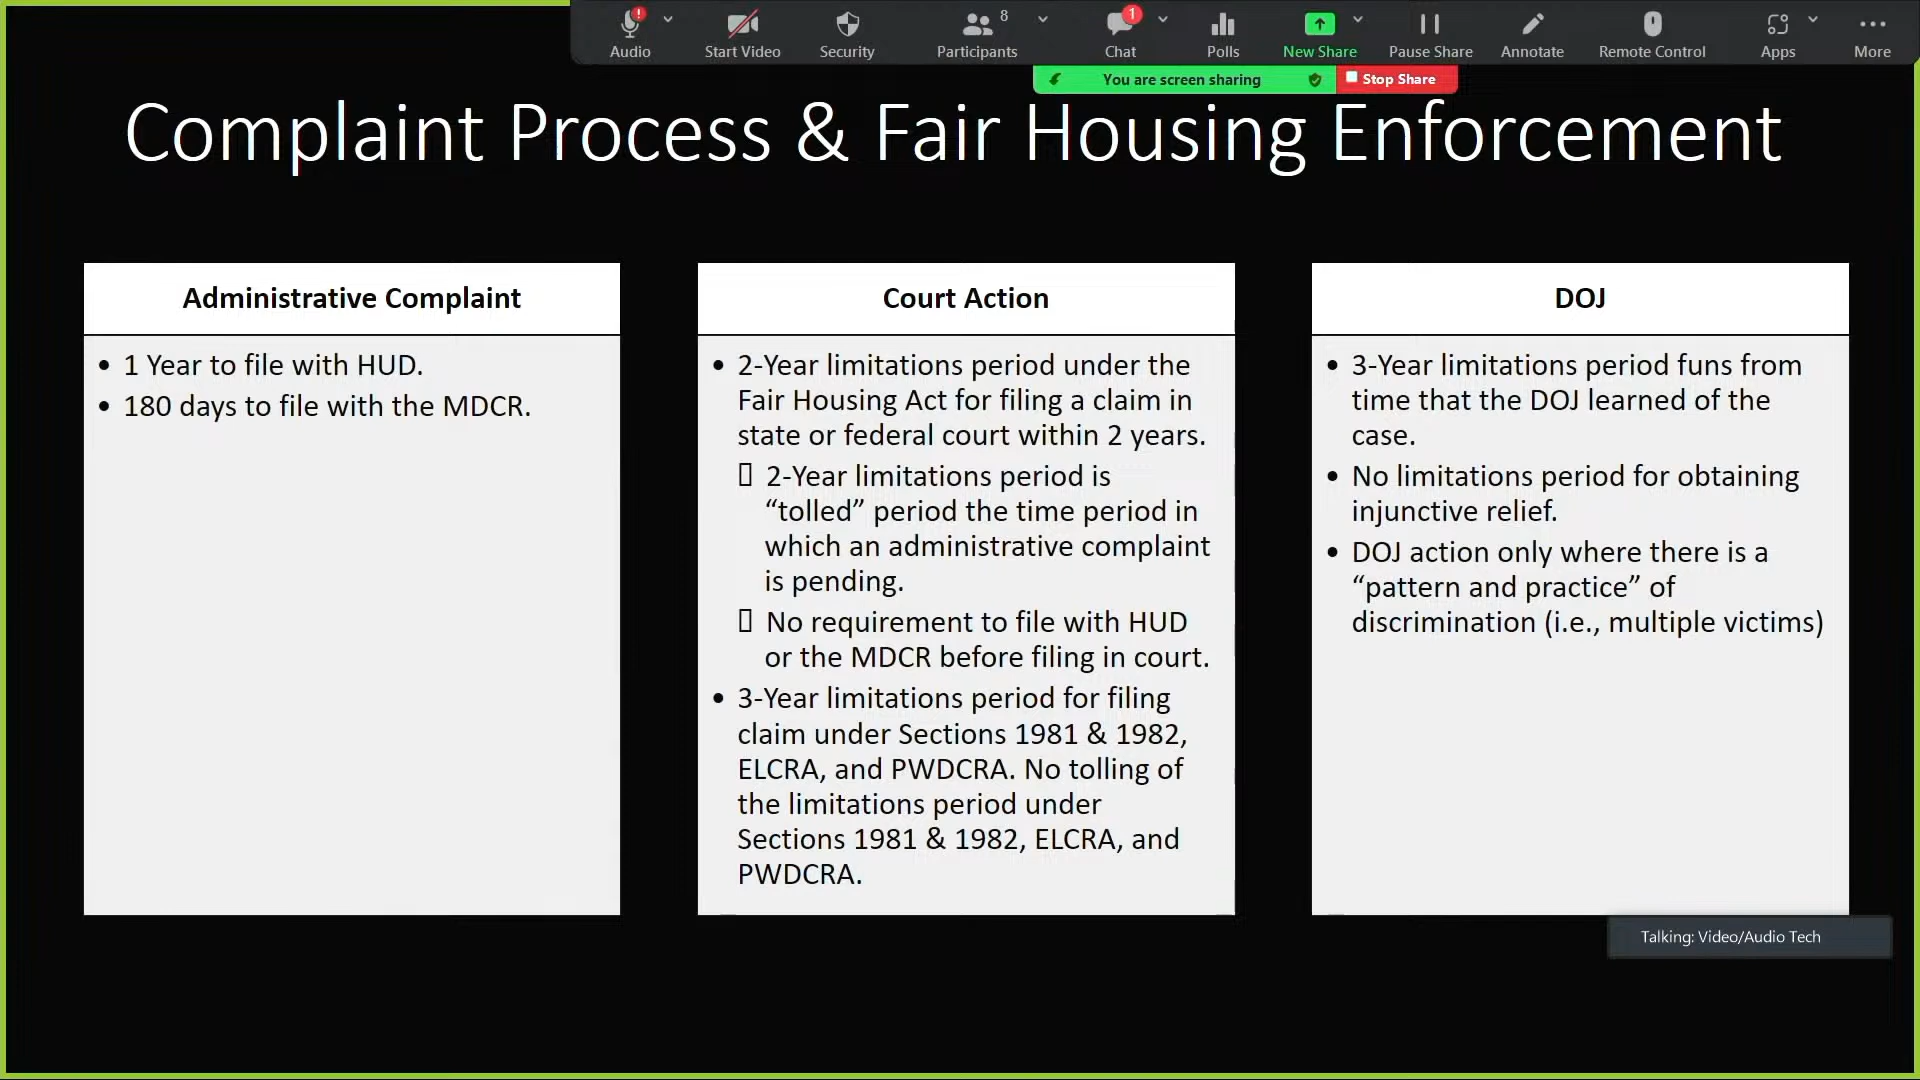 Audio
Start Video
Security
Participants
8
Chat
1
Polls
New Share
Pause Share
Annotate
Remote Control
Apps
More
You are screen sharing
Stop Share
Complaint Process & Fair Housing Enforcement
Administrative Complaint
• 1 Year to file with HUD.
• 180 days to file with the MDCR.
Court Action
• 2-Year limitations period under the
Fair Housing Act for filing a claim in
state or federal court within 2 years.
2-Year limitations period is
“tolled” period the time period in
which an administrative complaint
is pending.
No requirement to file with HUD
or the MDCR before filing in court.
• 3-Year limitations period for filing
claim under Sections 1981 & 1982,
ELCRA, and PWDCRA. No tolling of
the limitations period under
Sections 1981 & 1982, ELCRA, and
PWDCRA.
DOJ
• 3-Year limitations period funs from
time that the DOJ learned of the
case.
• No limitations period for obtaining
injunctive relief.
• DOJ action only where there is a
“pattern and practice” of
discrimination (i.e., multiple victims)
Talking: Video/Audio Tech